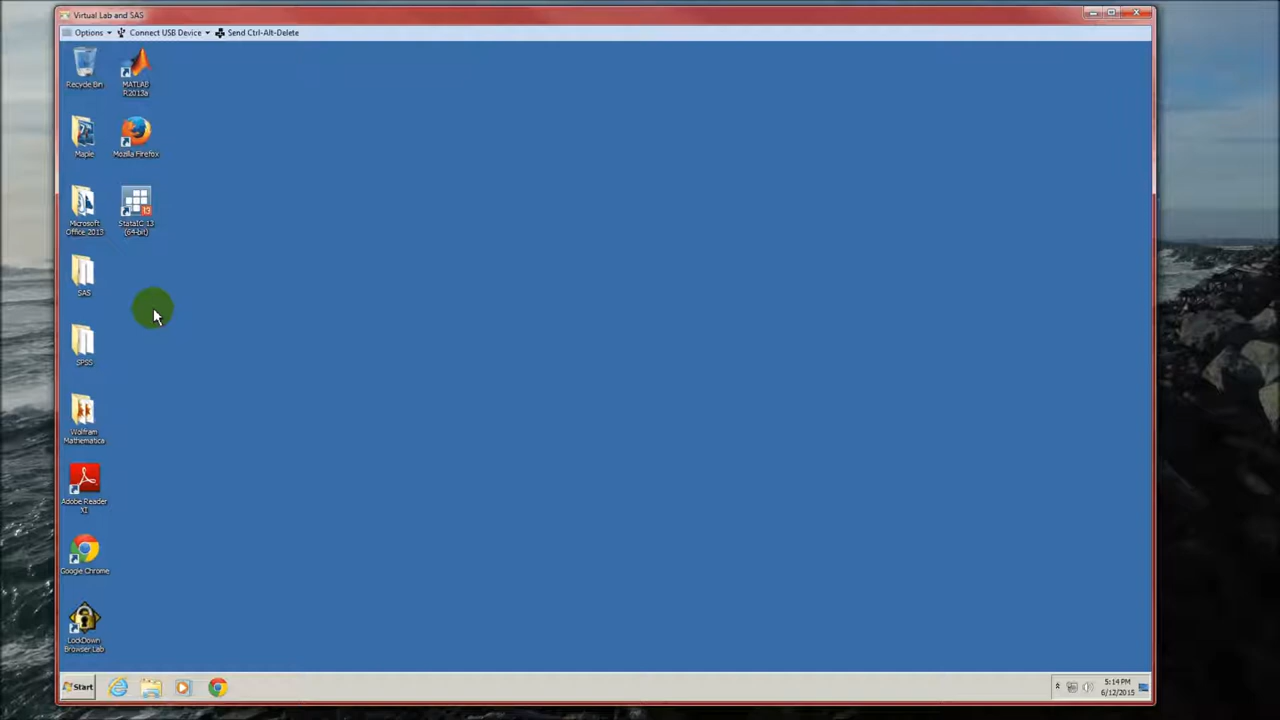 Virtual Lab and SAS
Options Connect USB Device Send Ctrl-Alt-Delete
Recycle Bin
MATLAB
R2013a
Maple
Mozilla Firefox
Microsoft
Office 2013
StataIC 13
(64-bit)
SAS
SPSS
Wolfram
Mathematica
Adobe Reader
XI
Google Chrome
LockDown
Browser Lab
Start
5:14 PM
6/12/2015